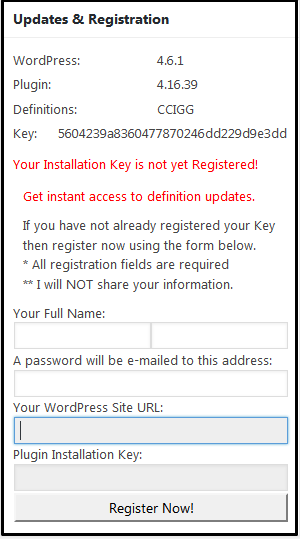 Updates & Registration
WordPress: 4.6.1
Plugin: 4.16.39
Definitions: CCIGG
Key: 5604239a8360477870246dd229d9e3dd
Your Installation Key is not yet Registered!
Get instant access to definition updates.
If you have not already registered your Key
then register now using the form below.
* All registration fields are required
** I will NOT share your information.
Your Full Name:
A password will be e-mailed to this address:
Your WordPress Site URL:
Plugin Installation Key:
Register Now!